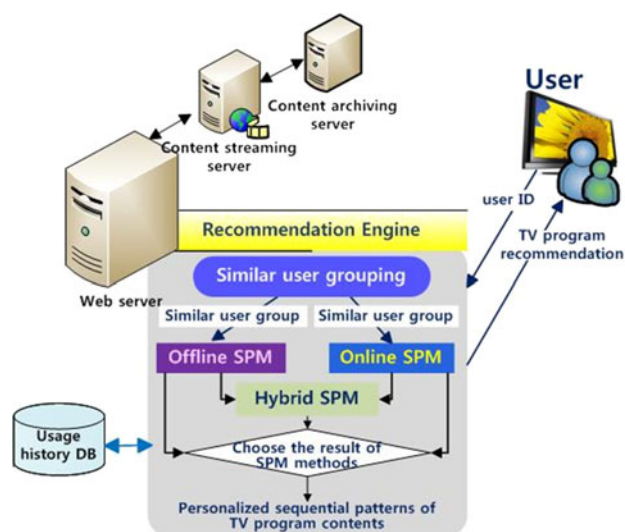 Content archiving
server
User
Content streaming
server
user ID
TV program
recommendation
Recommendation Engine
Web server
Similar user grouping
Similar user group
Similar user group
Offline SPM
Online SPM
Hybrid SPM
Usage
history DB
Choose the result of
SPM methods
Personalized sequential patterns of
TV program contents